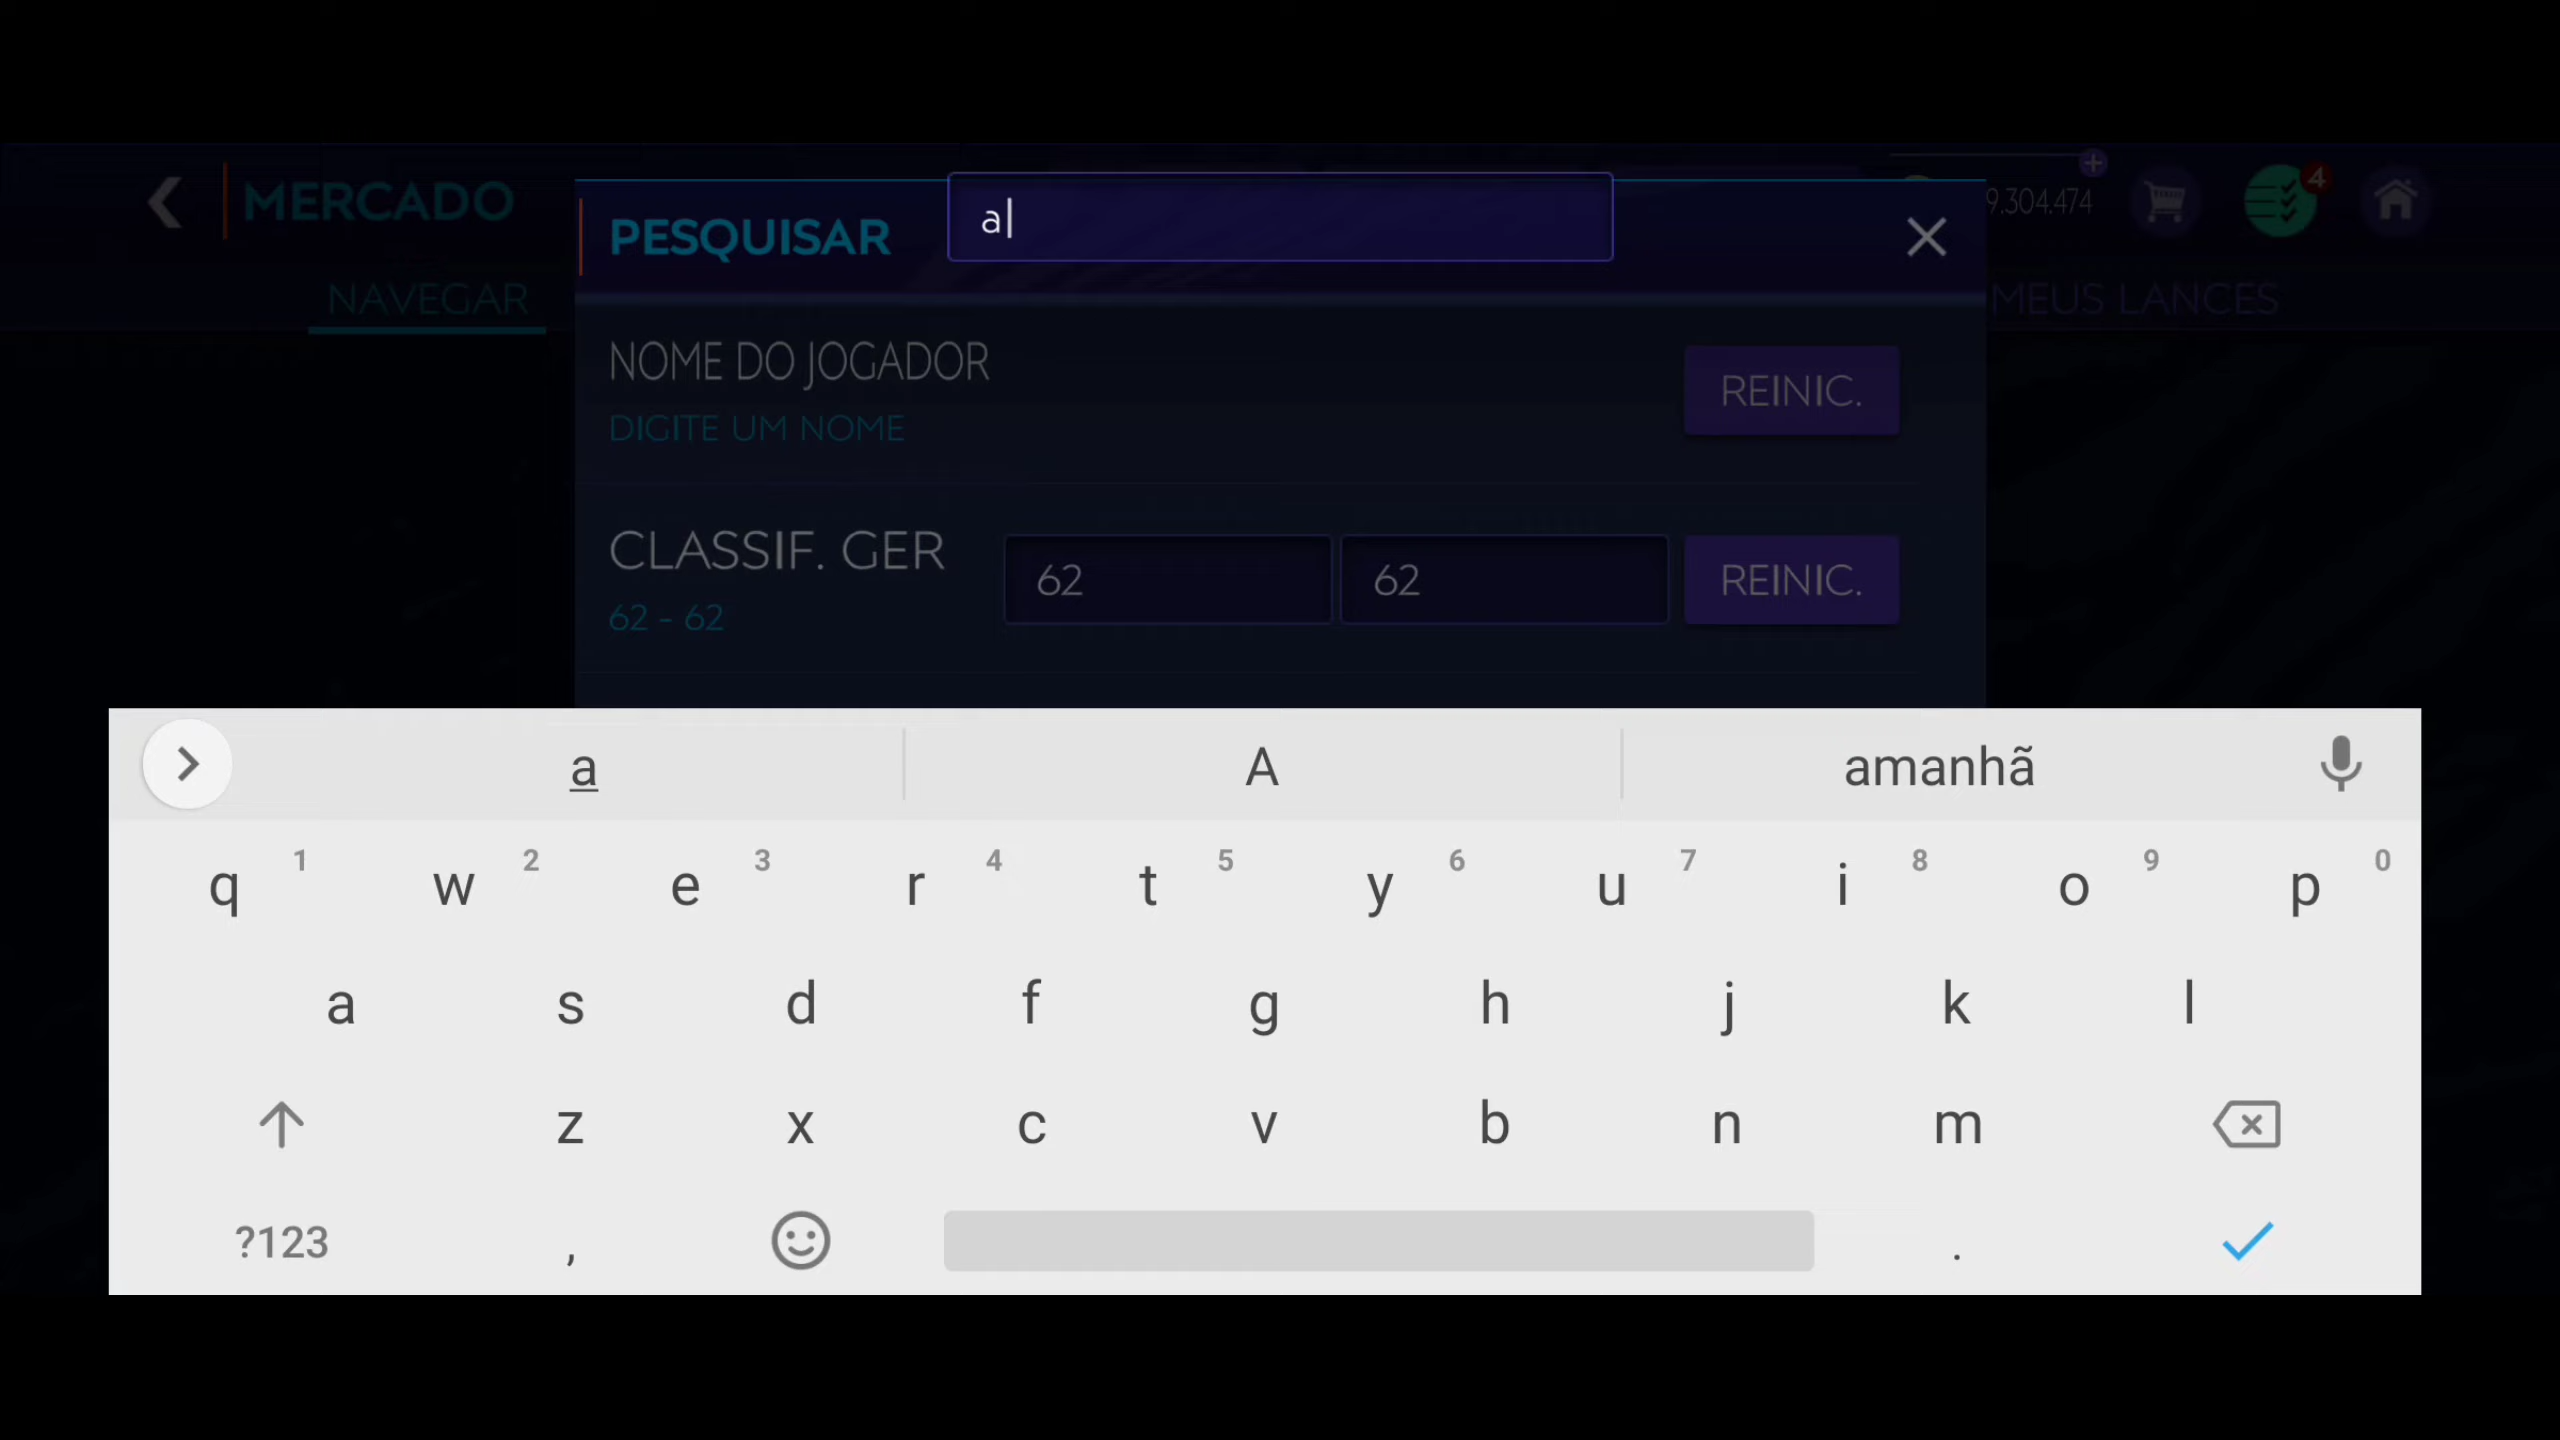 MERCADO
PESQUISAR
a
9.304.474
4
NAVEGAR
MEUS LANCES
NOME DO JOGADOR
DIGITE UM NOME
REINIC.
CLASSIF. GER
62
62
REINIC.
62 - 62
a
A
amanhã
q 1 w 2 e 3 r 4 t 5 y 6 u 7 i 8 o 9 p 0
a s d f g h j k l
z x c v b n m
?123 , .